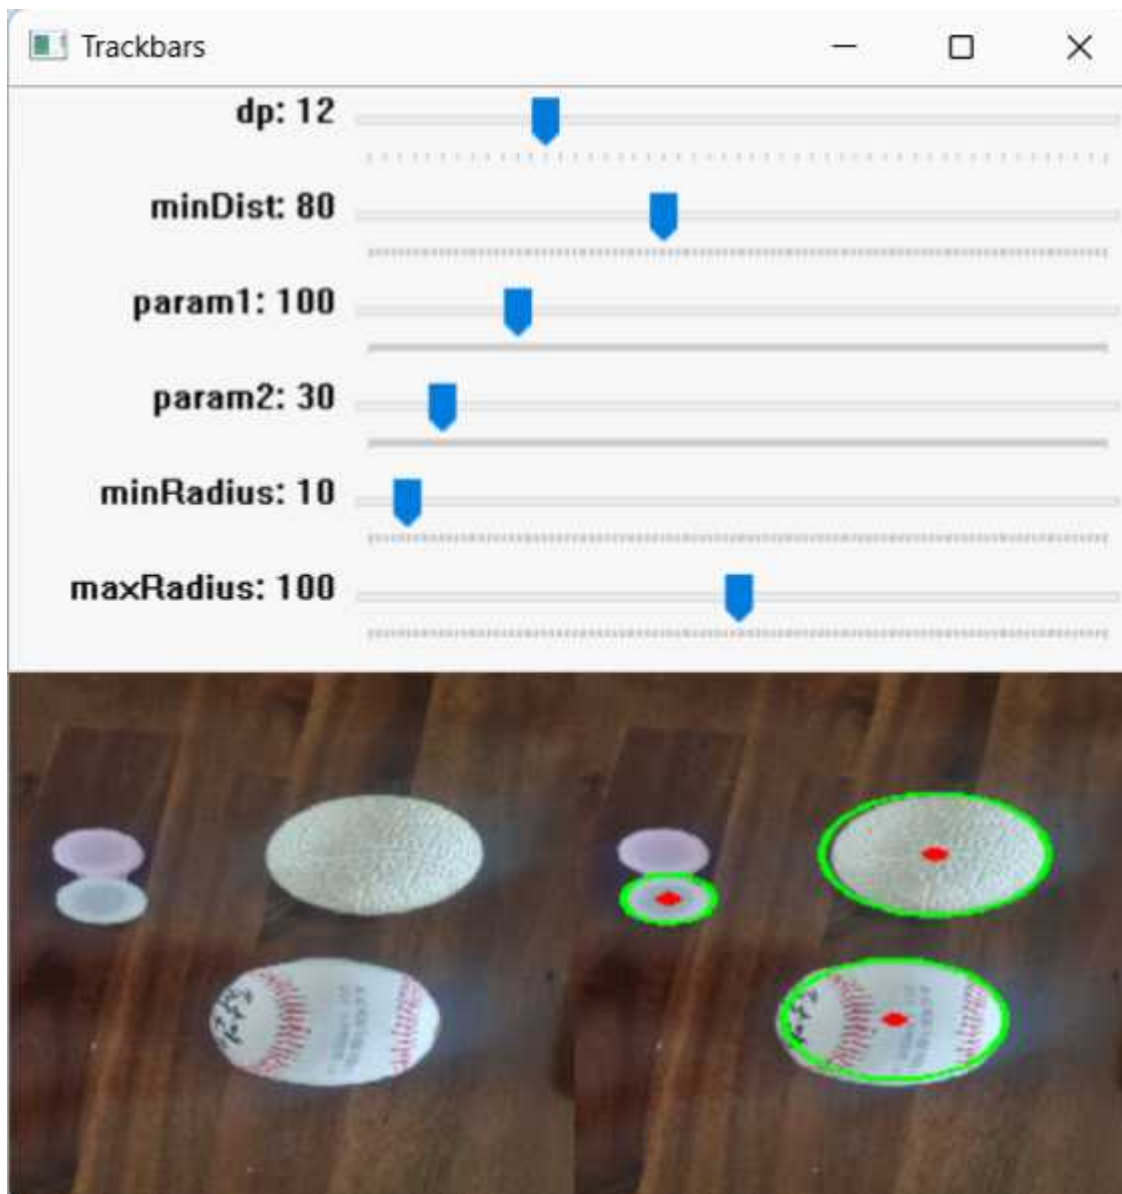 Trackbars
dp: 12
minDist: 80
param1: 100
param2: 30
minRadius: 10
maxRadius: 100